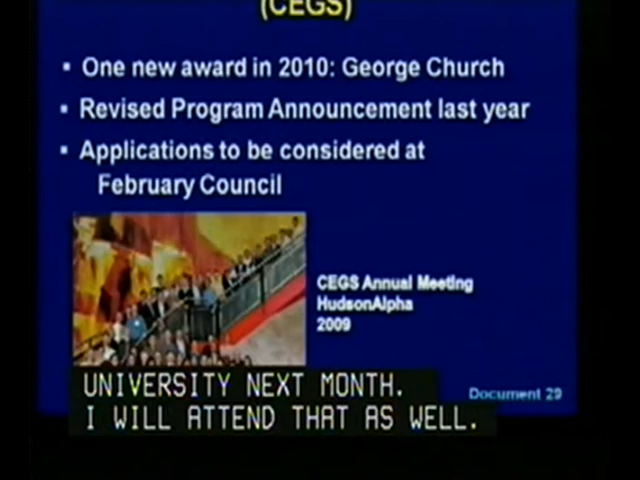 (CEGS)
▪ One new award in 2010: George Church
▪ Revised Program Announcement last year
▪ Applications to be considered at
February Council
CEGS Annual Meeting
HudsonAlpha
2009
UNIVERSITY NEXT MONTH.
I WILL ATTEND THAT AS WELL.
Document 29